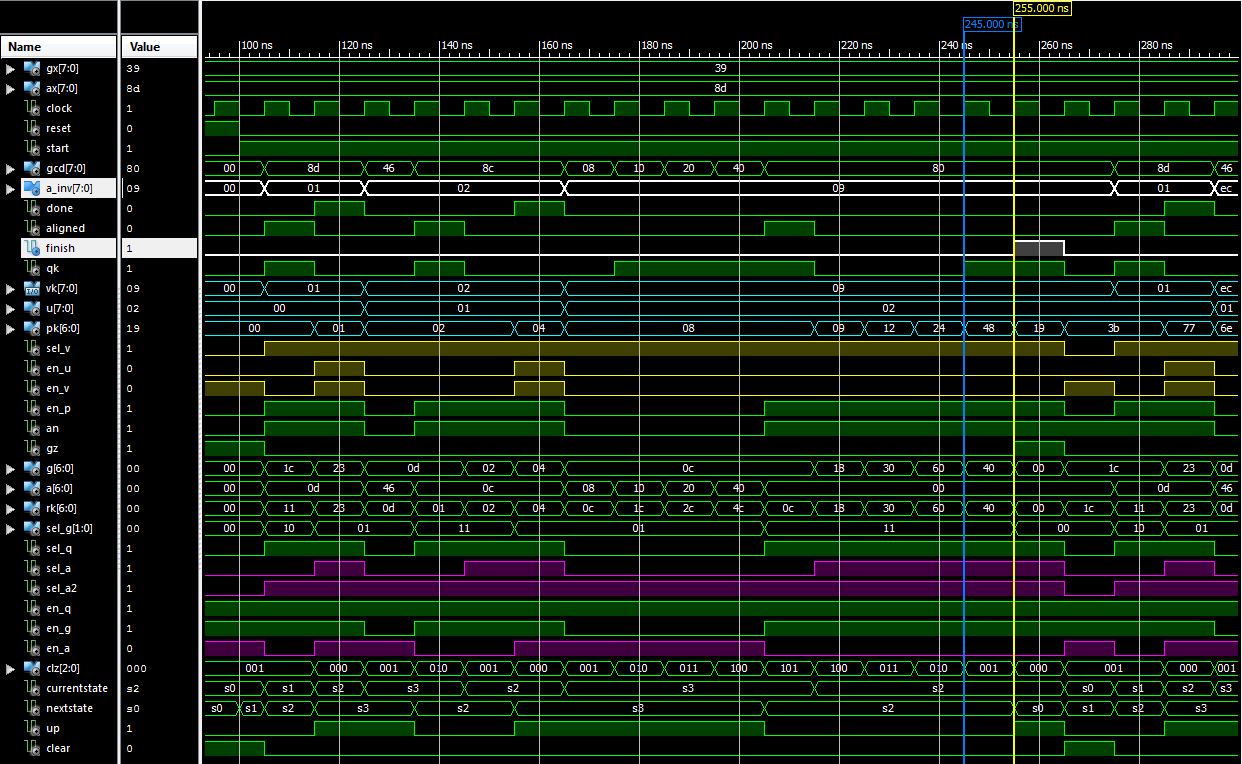 255.000 ns
245.000 ns
Name Value 100 ns 120 ns 140 ns 160 ns 180 ns 200 ns 220 ns 240 ns 260 ns 280 ns
gx[7:0] 39 39
ax[7:0] 8d 8d
clock 1
reset 0
start 1
gcd[7:0] 80 00 8d 46 8c 08 10 20 40 80 8d 46
a_inv[7:0] 09 00 01 02 09 01 ec
done 0
aligned 0
finish 1
qk 1
vk[7:0] 09 00 01 02 09 01 ec
u[7:0] 02 00 01 02 01
pk[6:0] 19 00 01 02 04 08 09 12 24 48 19 3b 77 6e
sel_v 1
en_u 0
en_v 0
en_p 1
an 1
gz 1
g[6:0] 00 00 1c 23 0d 02 04 0c 18 30 60 40 00 1c 23 0d
a[6:0] 00 00 0d 46 0c 08 10 20 40 00 0d 46
rk[6:0] 00 00 11 23 0d 01 02 04 0c 1c 2c 4c 0c 18 30 60 40 00 1c 11 23 0d
sel_g[1:0] 00 00 10 01 11 01 11 00 10 01
sel_q 1
sel_a 1
sel_a2 1
en_q 1
en_g 1
en_a 0
clz[2:0] 000 001 000 001 010 001 000 001 010 011 100 101 100 011 010 001 000 001 000 001
currentstate s2 s0 s1 s2 s3 s2 s3 s2 s0 s1 s2 s3
nextstate s0 s0 s1 s2 s3 s2 s3 s2 s0 s1 s2 s3
up 1
clear 0